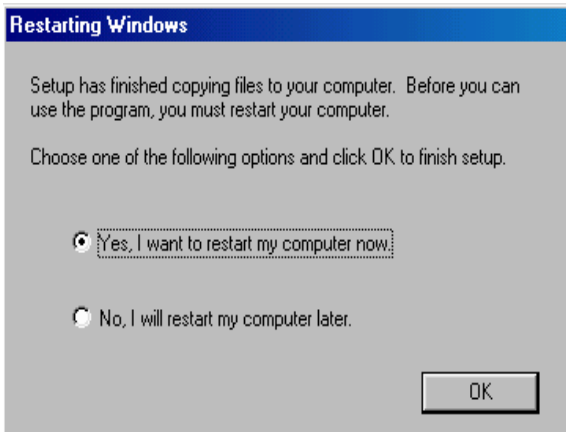 Restarting Windows
Setup has finished copying files to your computer.  Before you can
use the program, you must restart your computer.
Choose one of the following options and click OK to finish setup.
Yes, I want to restart my computer now.
No, I will restart my computer later.
OK